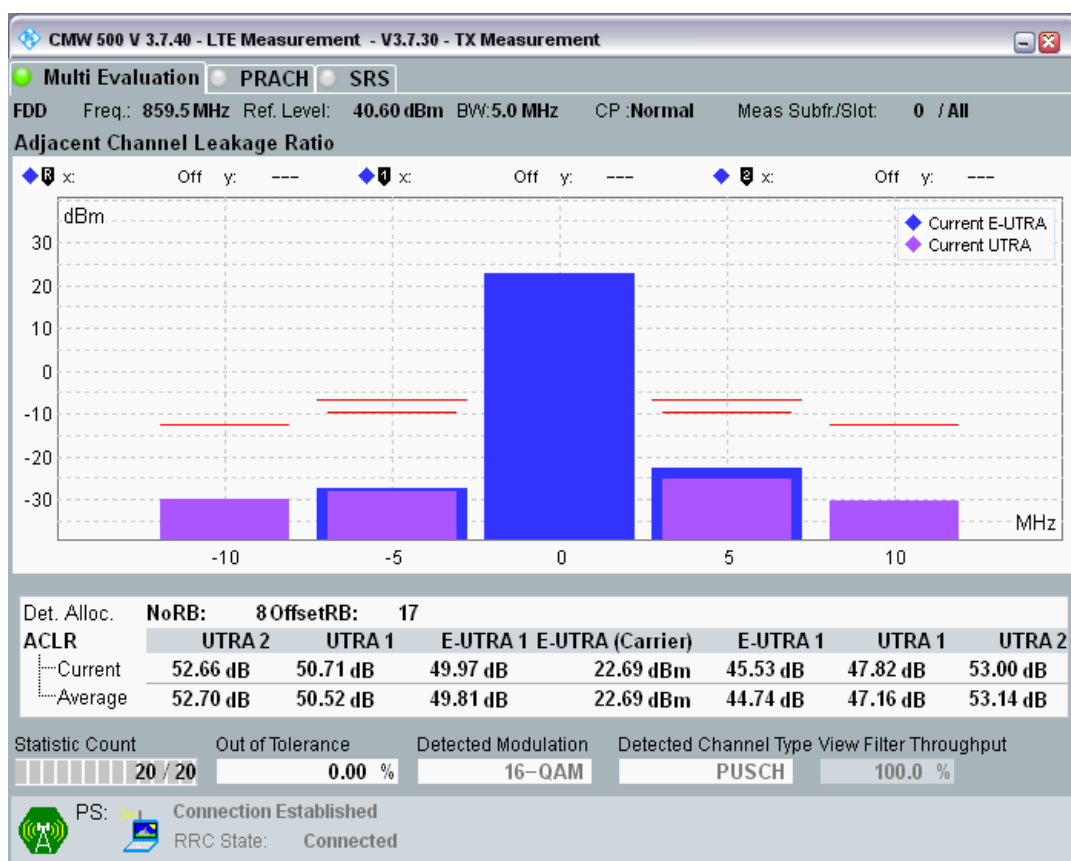 CMW 500 V 3.7.40 - LTE Measurement - V3.7.30 - TX Measurement
Multi Evaluation PRACH SRS
FDD Freq.: 859.5 MHz Ref. Level: 40.60 dBm BW:5.0 MHz CP :Normal Meas Subfr./Slot: 0 / All
Adjacent Channel Leakage Ratio
R x: Off y: --- 1 x: Off y: --- 2 x: Off y: ---
dBm
Current E-UTRA
Current UTRA
30
20
10
0
-10
-20
-30
MHz
-10 -5 0 5 10
Det. Alloc. NoRB: 8 OffsetRB: 17
ACLR UTRA 2 UTRA 1 E-UTRA 1 E-UTRA (Carrier) E-UTRA 1 UTRA 1 UTRA 2
Current 52.66 dB 50.71 dB 49.97 dB 22.69 dBm 45.53 dB 47.82 dB 53.00 dB
Average 52.70 dB 50.52 dB 49.81 dB 22.69 dBm 44.74 dB 47.16 dB 53.14 dB
Statistic Count Out of Tolerance Detected Modulation Detected Channel Type View Filter Throughput
20 / 20 0.00 % 16-QAM PUSCH 100.0 %
PS: Connection Established
RRC State: Connected